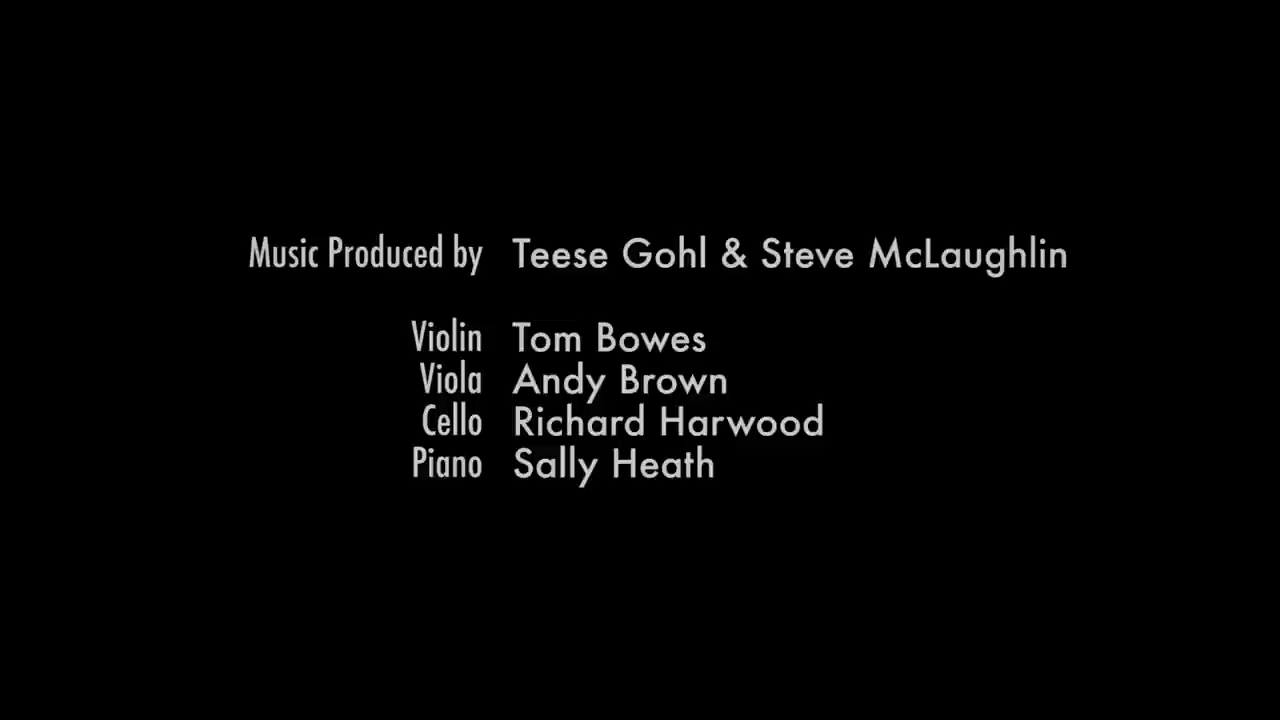 Music Produced by Teese Gohl & Steve McLaughlin
Violin Tom Bowes
Viola Andy Brown
Cello Richard Harwood
Piano Sally Heath